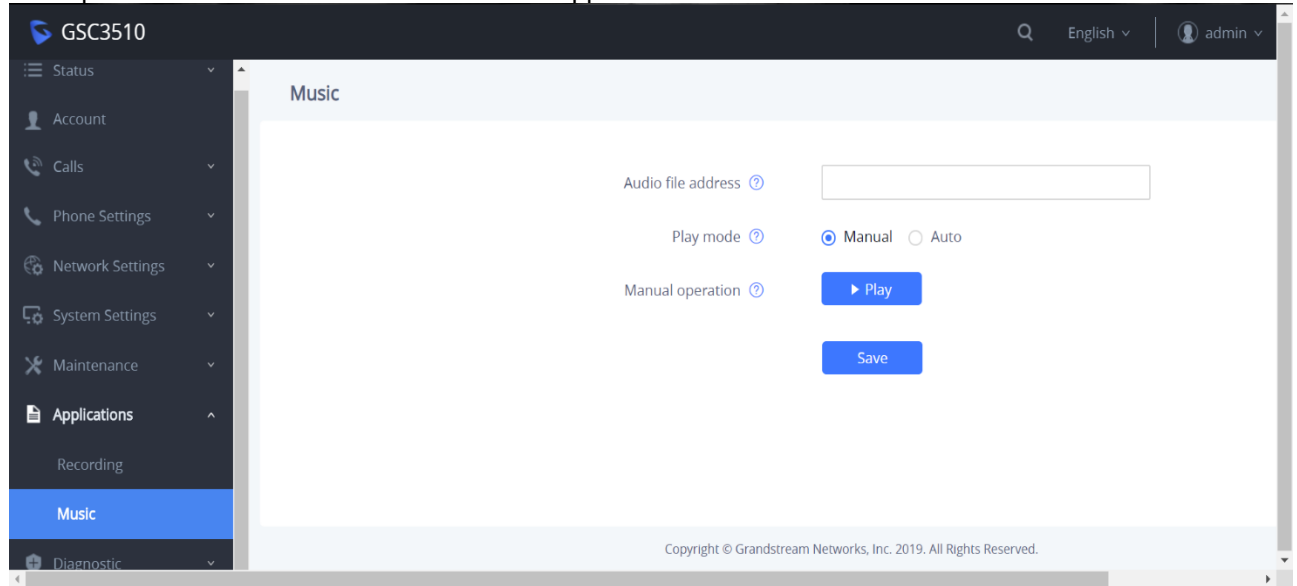 GSC3510
English
admin
Status
Account
Calls
Phone Settings
Network Settings
System Settings
Maintenance
Applications
Recording
Music
Diagnostic
Music
Audio file address
Play mode
Manual Auto
Manual operation
Play
Save
Copyright © Grandstream Networks, Inc. 2019. All Rights Reserved.